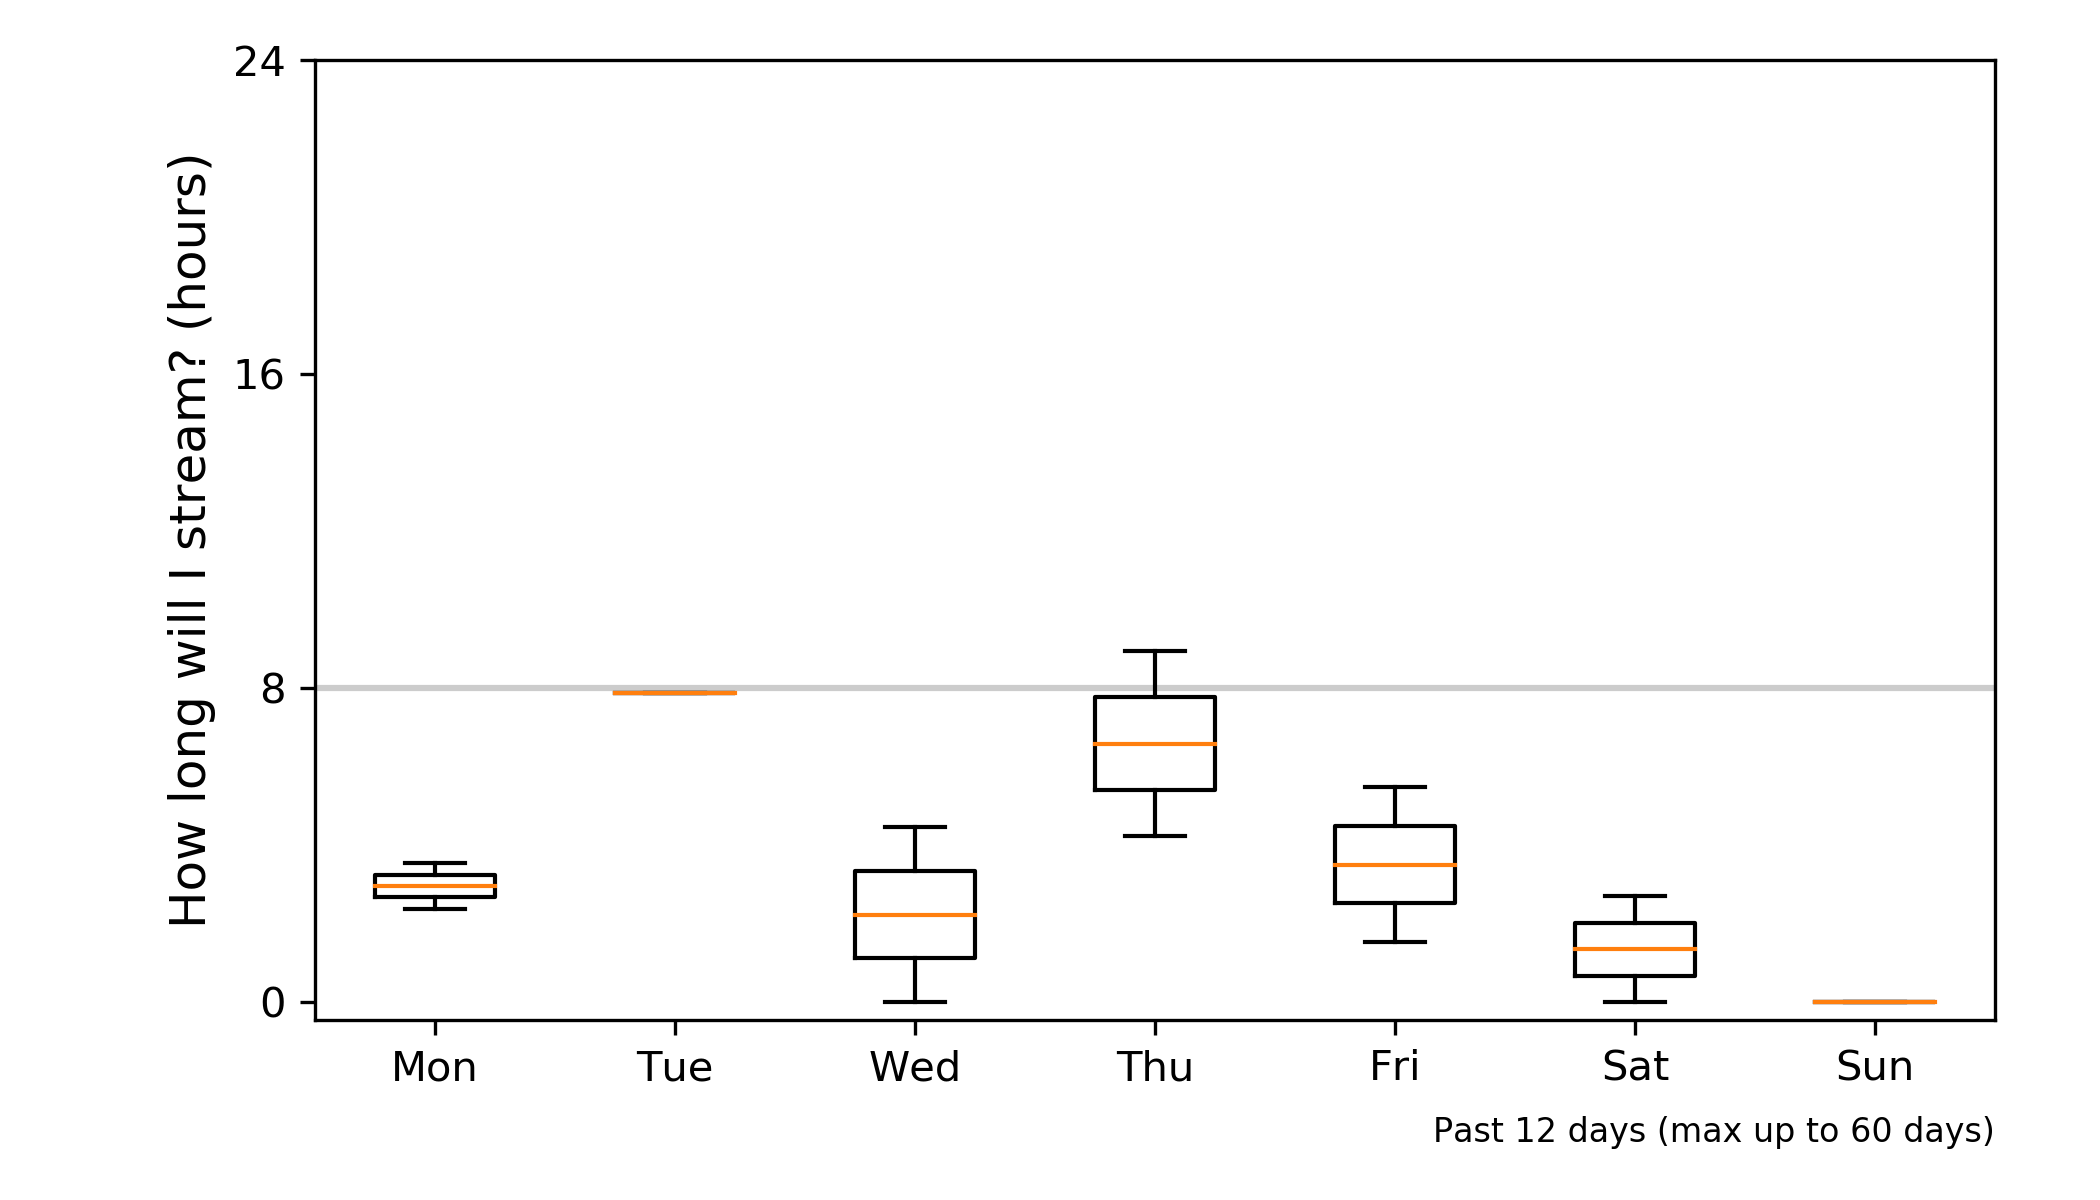 How long will I stream? (hours)
24
16
8
0
Mon Tue Wed Thu Fri Sat Sun
Past 12 days (max up to 60 days)